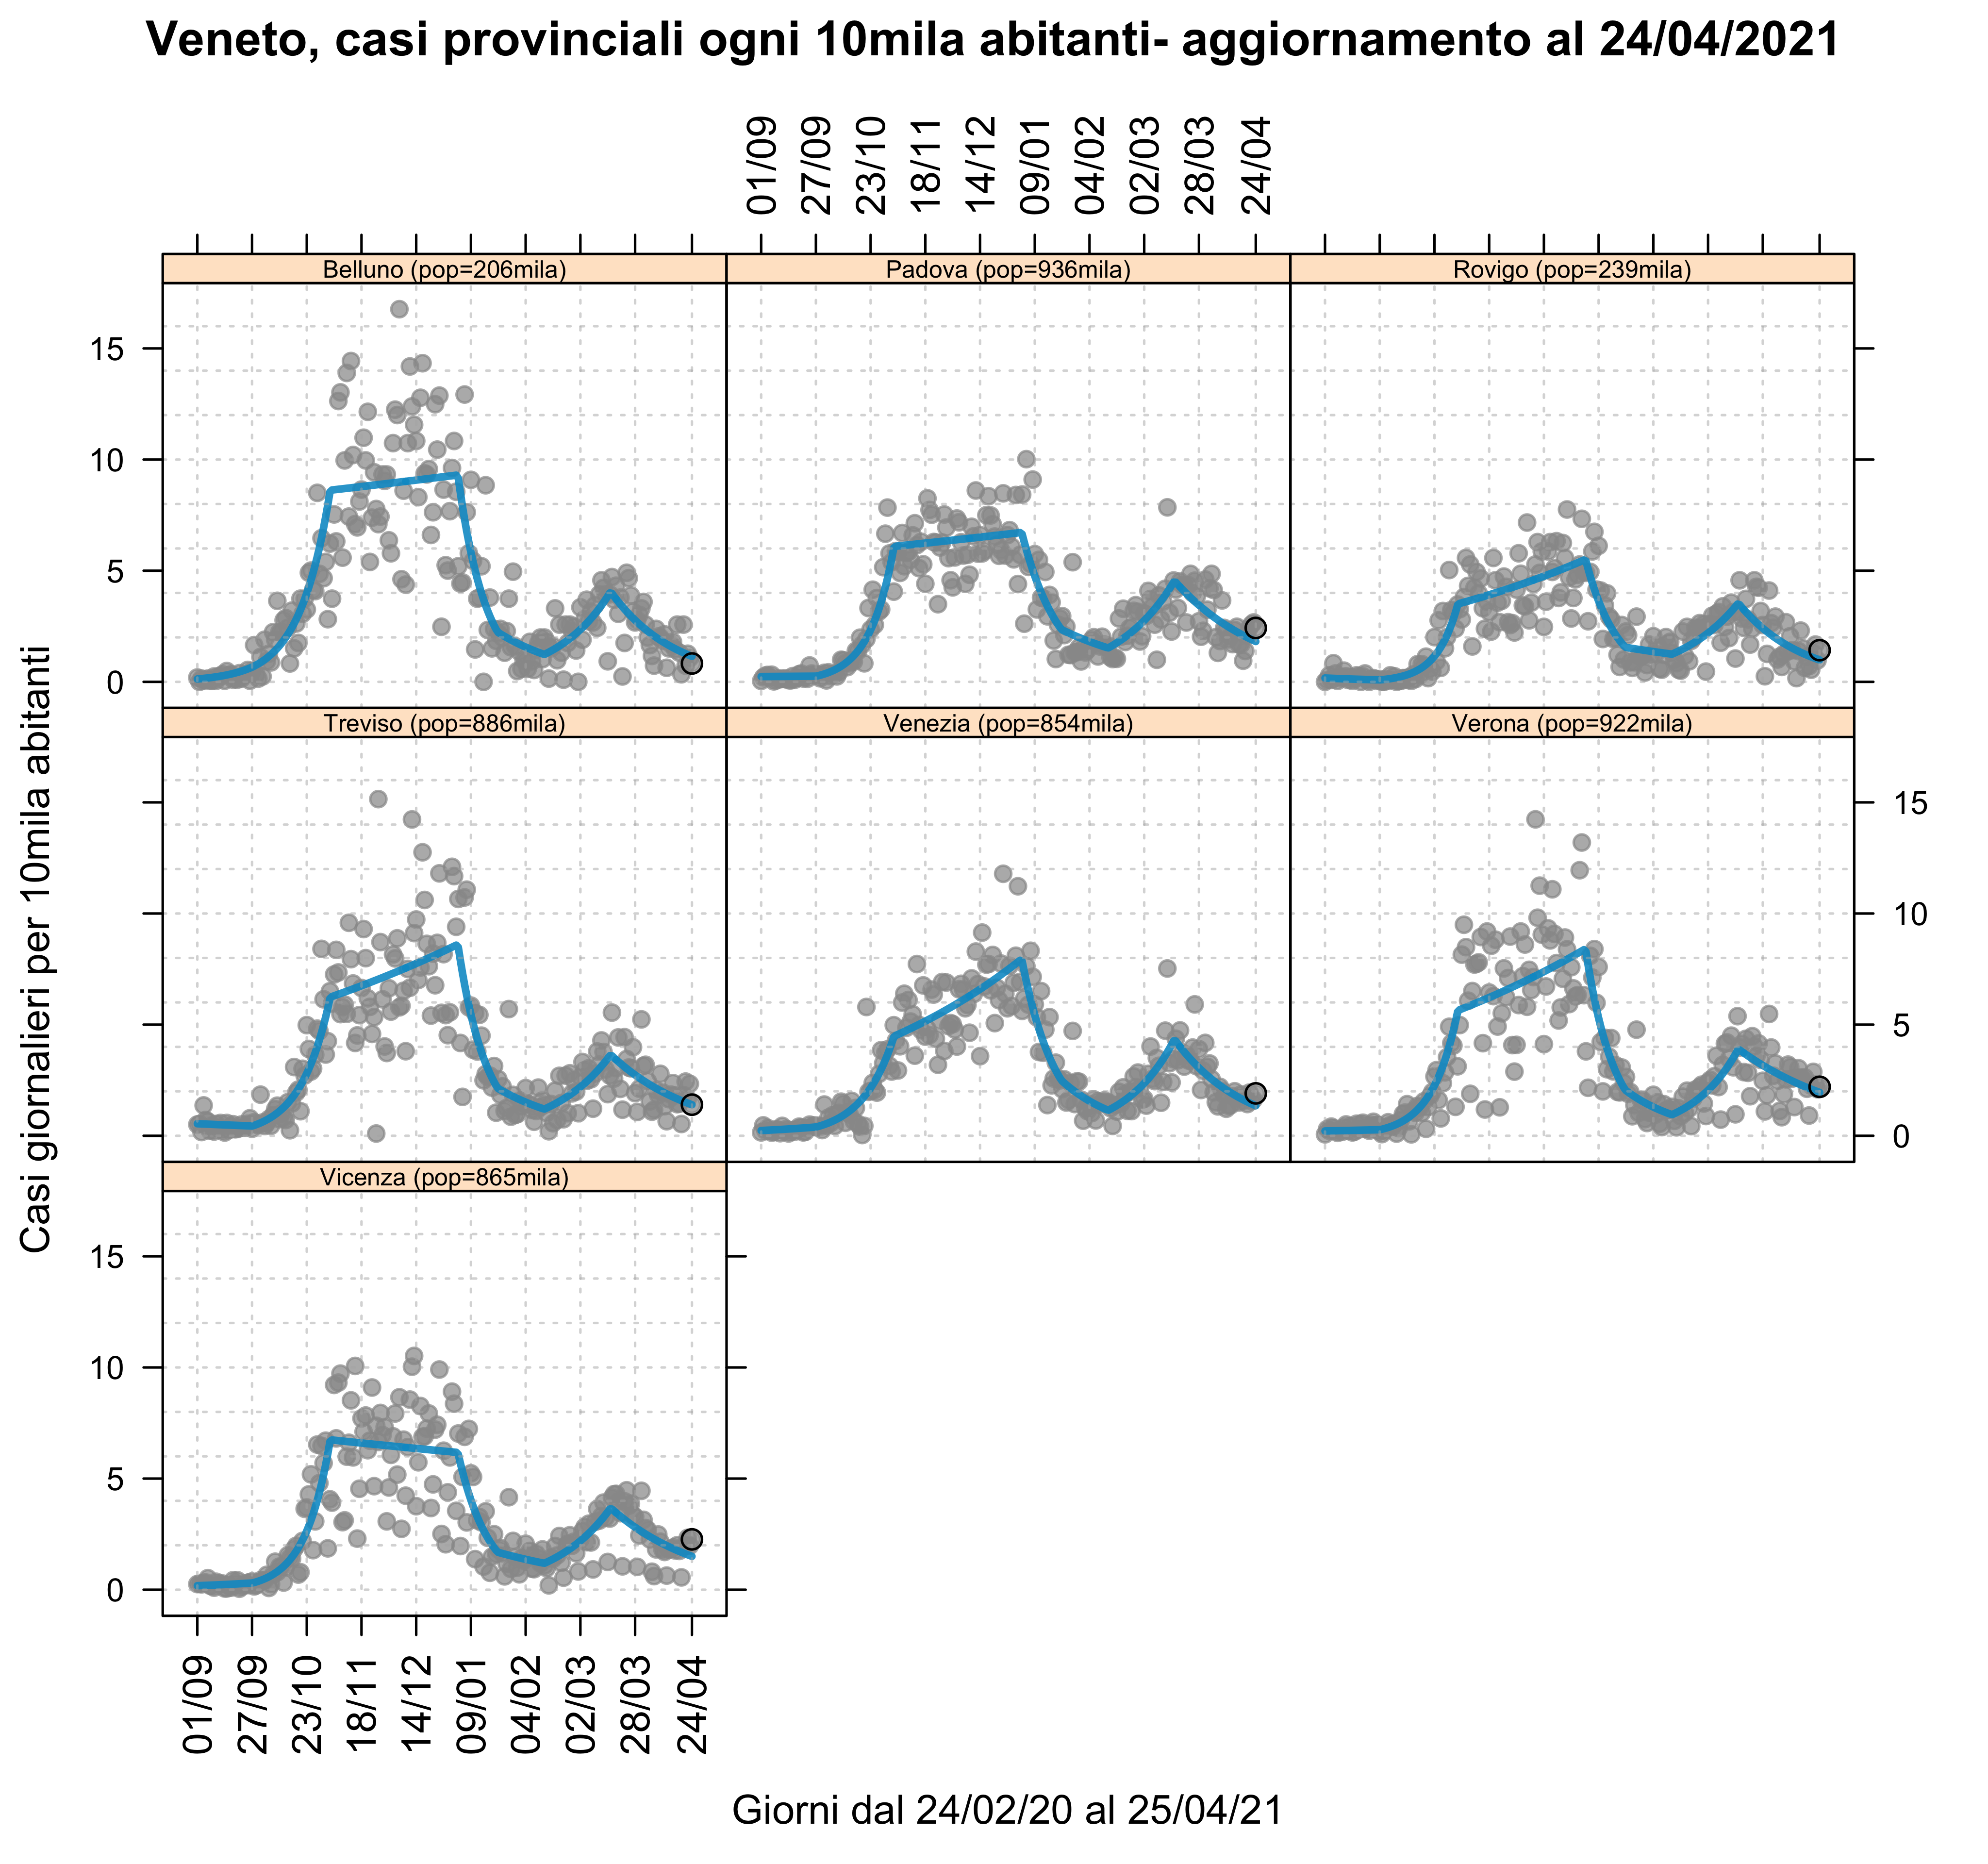 Veneto, casi provinciali ogni 10mila abitanti- aggiornamento al 24/04/2021
01/09 27/09 23/10 18/11 14/12 09/01 04/02 02/03 28/03 24/04
Belluno (pop=206mila) Padova (pop=936mila) Rovigo (pop=239mila)
15
10
5
0
Treviso (pop=886mila) Venezia (pop=854mila) Verona (pop=922mila)
15
10
5
0
Vicenza (pop=865mila)
15
10
5
0
Casi giornalieri per 10mila abitanti
01/09 27/09 23/10 18/11 14/12 09/01 04/02 02/03 28/03 24/04
Giorni dal 24/02/20 al 25/04/21